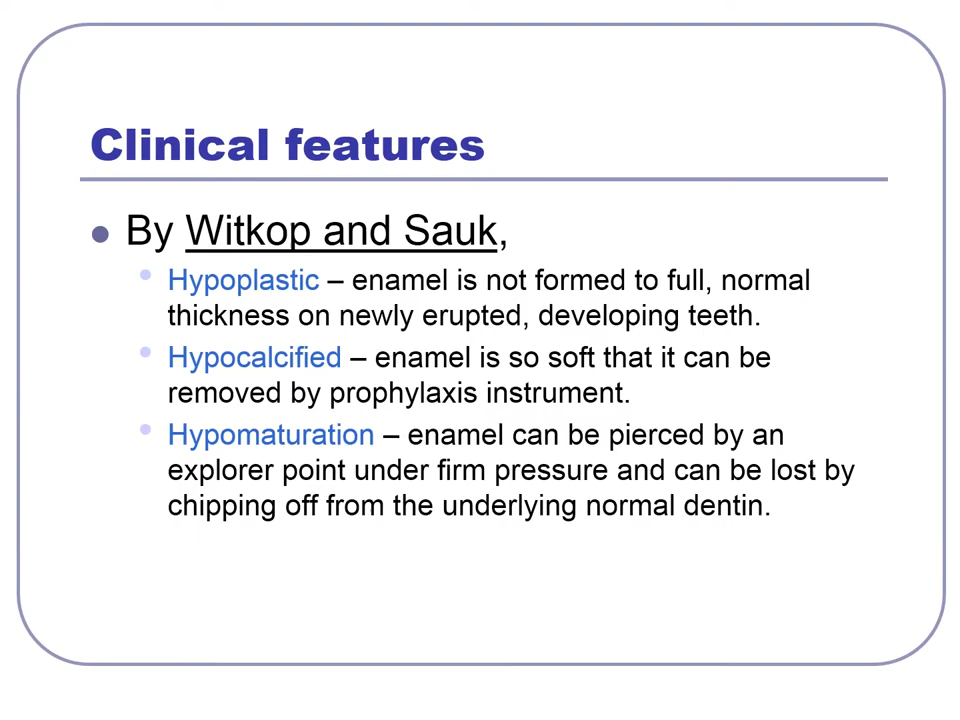 Clinical features
By Witkop and Sauk,
Hypoplastic – enamel is not formed to full, normal
thickness on newly erupted, developing teeth.
Hypocalcified – enamel is so soft that it can be
removed by prophylaxis instrument.
Hypomaturation – enamel can be pierced by an
explorer point under firm pressure and can be lost by
chipping off from the underlying normal dentin.